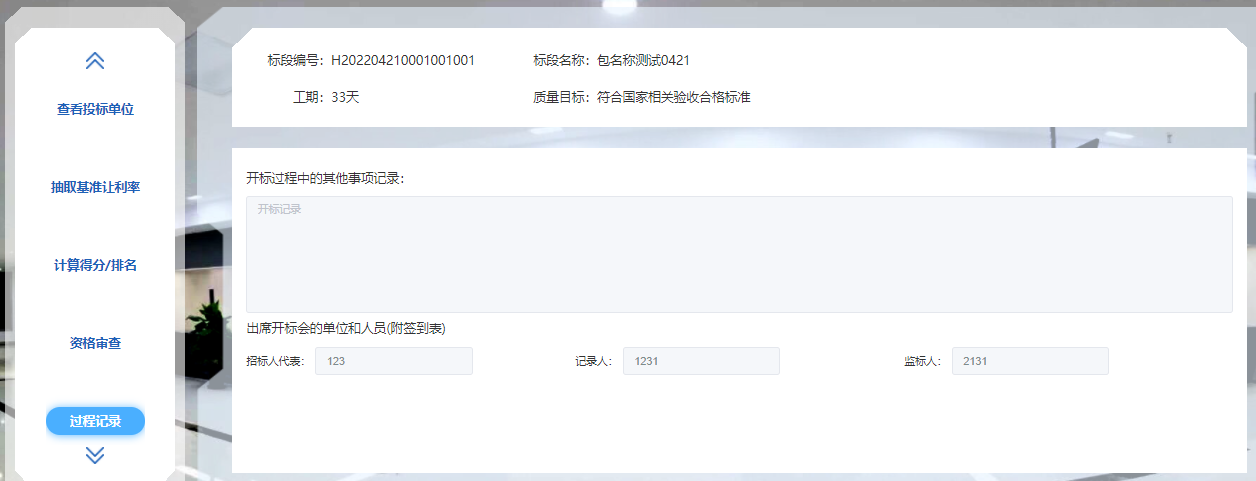 查看投标单位
抽取基准让利率
计算得分/排名
资格审查
过程记录
标段编号：H202204210001001001
标段名称：包名称测试0421
工期：33天
质量目标：符合国家相关验收合格标准
开标过程中的其他事项记录：
开标记录
出席开标会的单位和人员(附签到表)
招标人代表：123
记录人：1231
监标人：2131